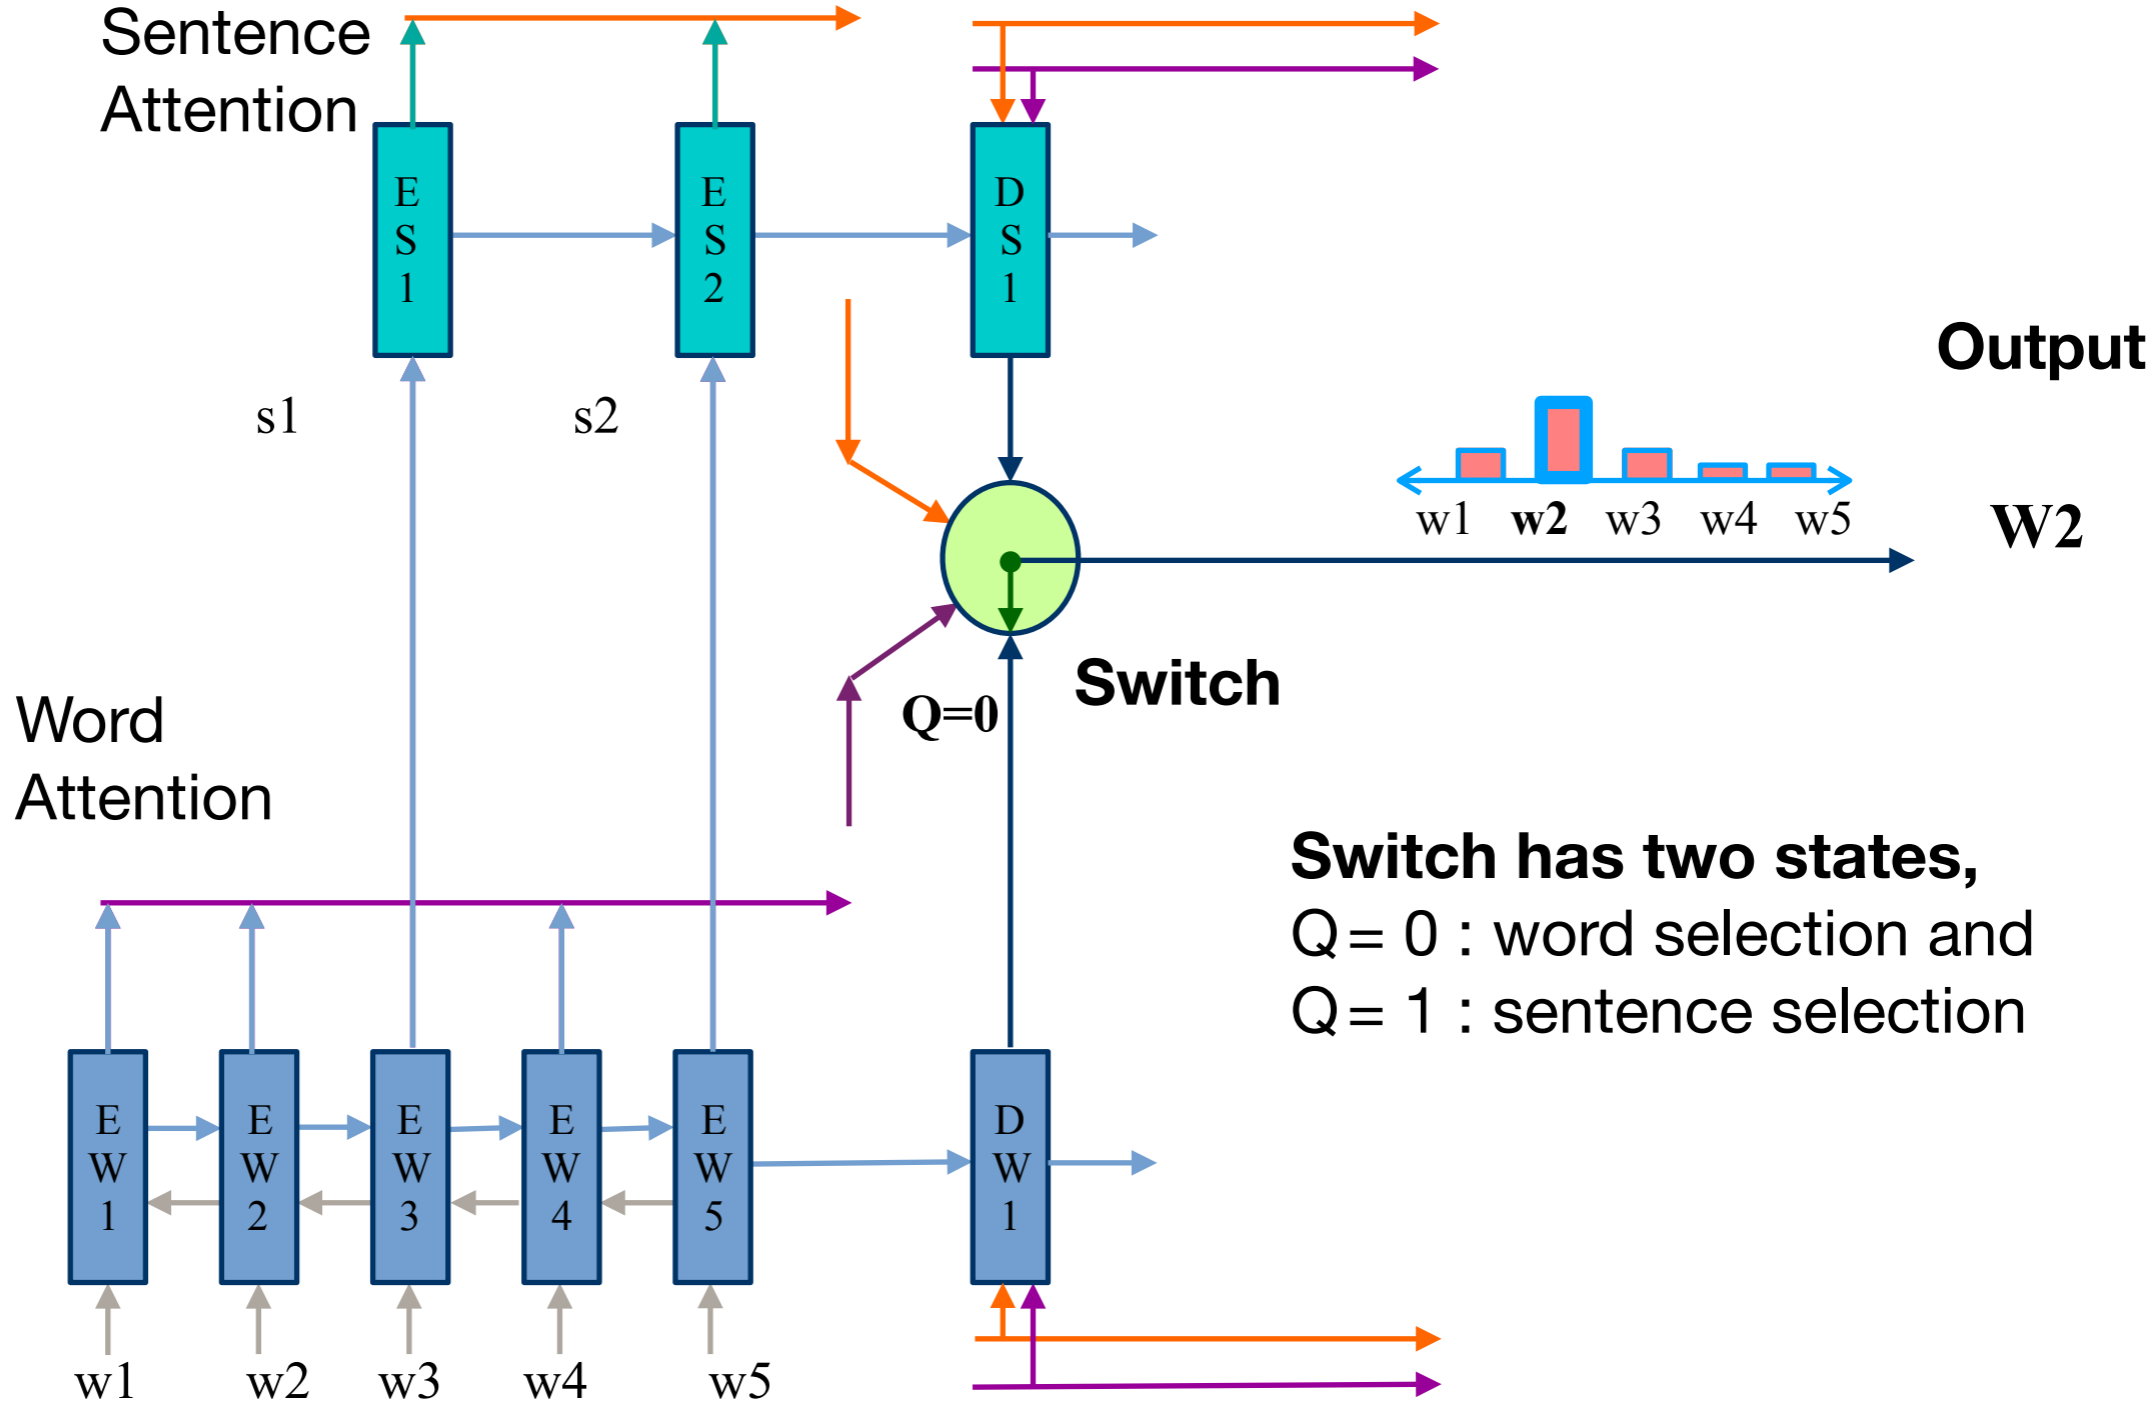 Sentence
Attention
E
S
1
E
S
2
D
S
1
s1
s2
Output
w1 w2 w3 w4 w5
W2
Switch
Q=0
Word
Attention
Switch has two states,
Q = 0 : word selection and
Q = 1 : sentence selection
E
W
1
E
W
2
E
W
3
E
W
4
E
W
5
D
W
1
w1 w2 w3 w4 w5